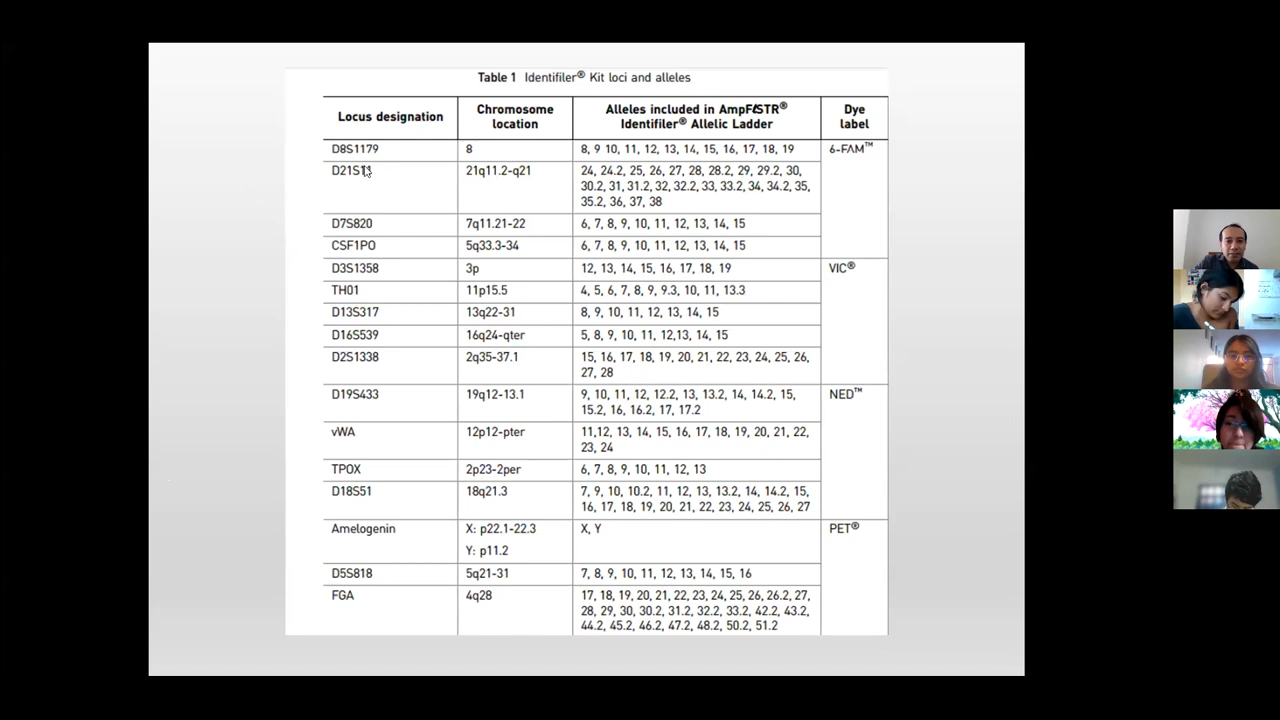 Table 1 Identifiler® Kit loci and alleles
Locus designation
Chromosome
location
Alleles included in AmpFℓSTR®
Identifiler® Allelic Ladder
Dye
label
D8S1179
8
8, 9 10, 11, 12, 13, 14, 15, 16, 17, 18, 19
6-FAM™
D21S11
21q11.2-q21
24, 24.2, 25, 26, 27, 28, 28.2, 29, 29.2, 30,
30.2, 31, 31.2, 32, 32.2, 33, 33.2, 34, 34.2, 35,
35.2, 36, 37, 38
D7S820
7q11.21-22
6, 7, 8, 9, 10, 11, 12, 13, 14, 15
CSF1PO
5q33.3-34
6, 7, 8, 9, 10, 11, 12, 13, 14, 15
D3S1358
3p
12, 13, 14, 15, 16, 17, 18, 19
VIC®
TH01
11p15.5
4, 5, 6, 7, 8, 9, 9.3, 10, 11, 13.3
D13S317
13q22-31
8, 9, 10, 11, 12, 13, 14, 15
D16S539
16q24-qter
5, 8, 9, 10, 11, 12,13, 14, 15
D2S1338
2q35-37.1
15, 16, 17, 18, 19, 20, 21, 22, 23, 24, 25, 26,
27, 28
D19S433
19q12-13.1
9, 10, 11, 12, 12.2, 13, 13.2, 14, 14.2, 15,
15.2, 16, 16.2, 17, 17.2
NED™
vWA
12p12-pter
11,12, 13, 14, 15, 16, 17, 18, 19, 20, 21, 22,
23, 24
TPOX
2p23-2per
6, 7, 8, 9, 10, 11, 12, 13
D18S51
18q21.3
7, 9, 10, 10.2, 11, 12, 13, 13.2, 14, 14.2, 15,
16, 17, 18, 19, 20, 21, 22, 23, 24, 25, 26, 27
Amelogenin
X: p22.1-22.3
Y: p11.2
X, Y
PET®
D5S818
5q21-31
7, 8, 9, 10, 11, 12, 13, 14, 15, 16
FGA
4q28
17, 18, 19, 20, 21, 22, 23, 24, 25, 26, 26.2, 27,
28, 29, 30, 30.2, 31.2, 32.2, 33.2, 42.2, 43.2,
44.2, 45.2, 46.2, 47.2, 48.2, 50.2, 51.2